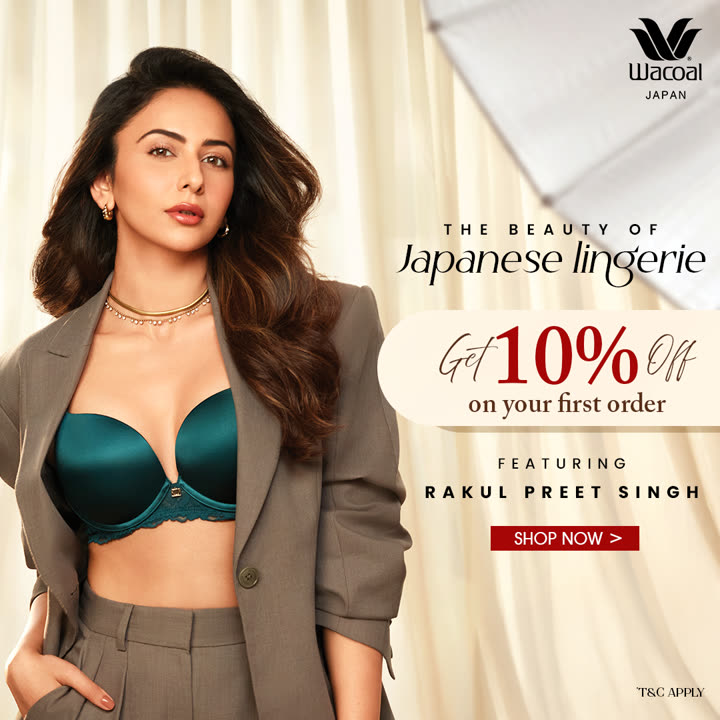 Wacoal
JAPAN
THE BEAUTY OF
Japanese lingerie
Get 10% Off
on your first order
FEATURING
RAKUL PREET SINGH
SHOP NOW >
*T&C APPLY